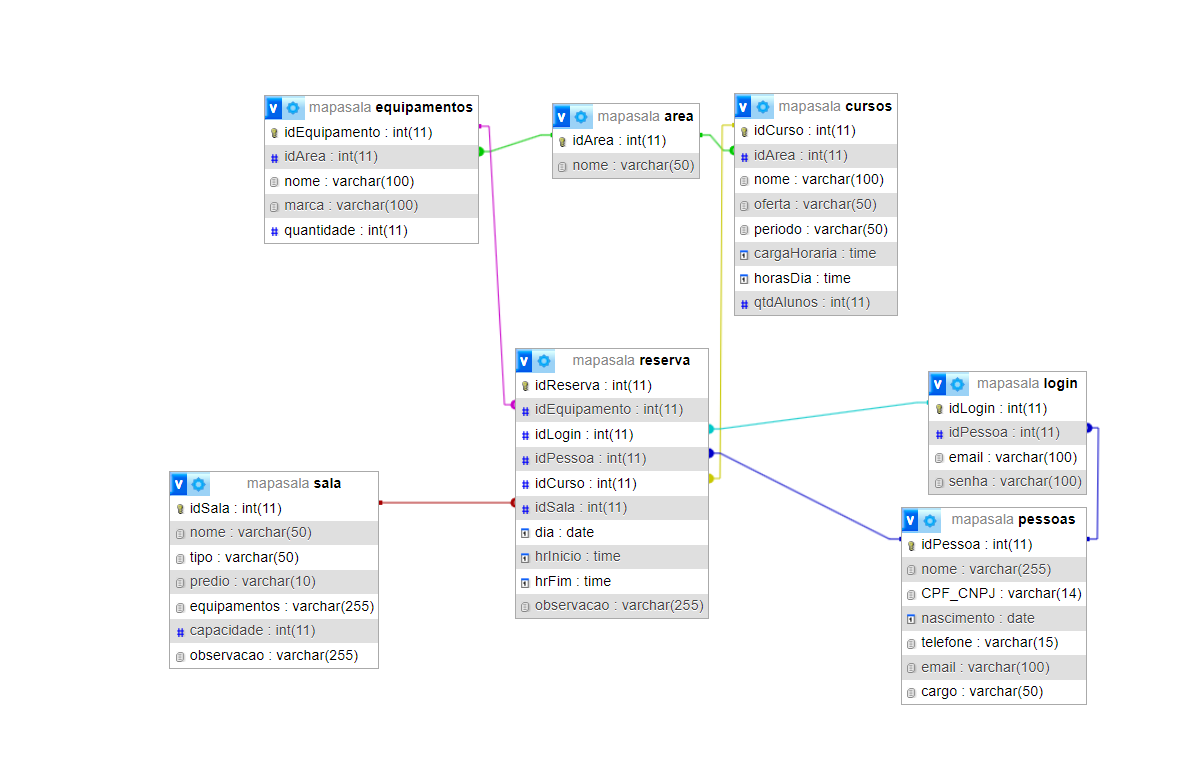 v mapasala equipamentos
idEquipamento : int(11)
idArea : int(11)
nome : varchar(100)
marca : varchar(100)
quantidade : int(11)
v mapasala area
idArea : int(11)
nome : varchar(50)
v mapasala cursos
idCurso : int(11)
idArea : int(11)
nome : varchar(100)
oferta : varchar(50)
periodo : varchar(50)
cargaHoraria : time
horasDia : time
qtdAlunos : int(11)
v mapasala reserva
idReserva : int(11)
idEquipamento : int(11)
idLogin : int(11)
idPessoa : int(11)
idCurso : int(11)
idSala : int(11)
dia : date
hrInicio : time
hrFim : time
observacao : varchar(255)
v mapasala login
idLogin : int(11)
idPessoa : int(11)
email : varchar(100)
senha : varchar(100)
v mapasala sala
idSala : int(11)
nome : varchar(50)
tipo : varchar(50)
predio : varchar(10)
equipamentos : varchar(255)
capacidade : int(11)
observacao : varchar(255)
v mapasala pessoas
idPessoa : int(11)
nome : varchar(255)
CPF_CNPJ : varchar(14)
nascimento : date
telefone : varchar(15)
email : varchar(100)
cargo : varchar(50)